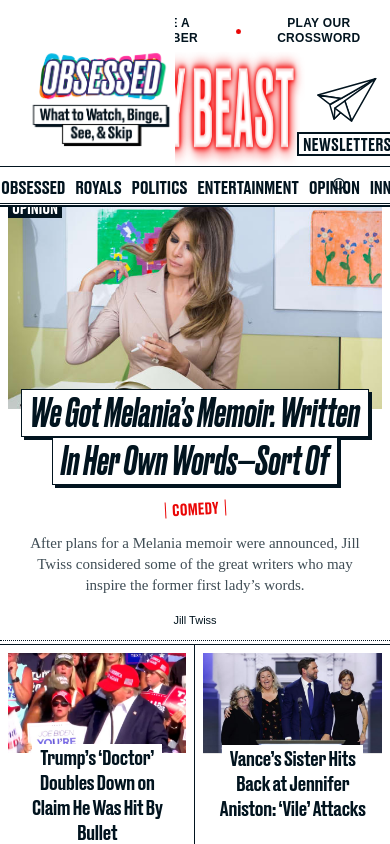 E A
BER
PLAY OUR
CROSSWORD
OBSESSED
What to Watch, Binge,
See, & Skip
Y BEAST
NEWSLETTERS
OBSESSED ROYALS POLITICS ENTERTAINMENT OPINION INN
OPINION
We Got Melania’s Memoir. Written
In Her Own Words—Sort Of
COMEDY
After plans for a Melania memoir were announced, Jill
Twiss considered some of the great writers who may
inspire the former first lady’s words.
Jill Twiss
JOE BIDEN
YOU'RE
Trump’s ‘Doctor’
Doubles Down on
Claim He Was Hit By
Bullet
Vance’s Sister Hits
Back at Jennifer
Aniston: ‘Vile’ Attacks